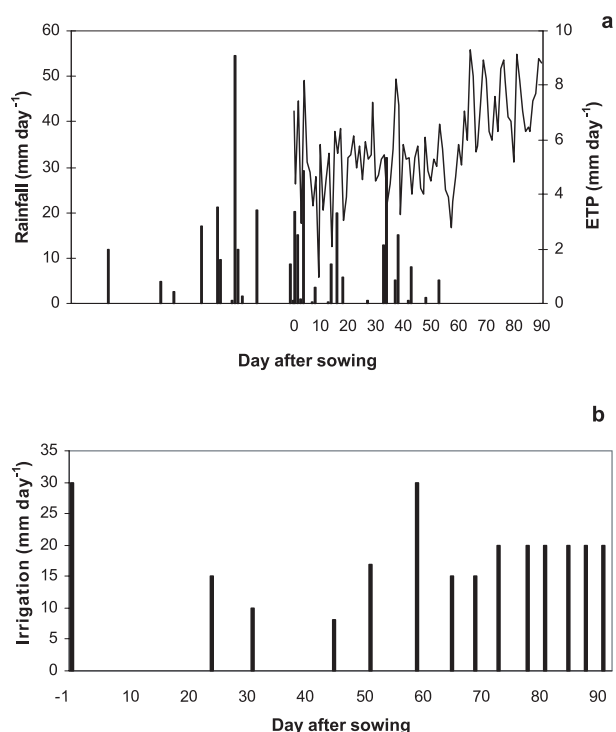 a
60
50
40
30
20
10
0
Rainfall (mm day⁻¹)
10
8
6
4
2
0
ETP (mm day⁻¹)
0 10 20 30 40 50 60 70 80 90
Day after sowing
b
35
30
25
20
15
10
5
0
Irrigation (mm day⁻¹)
-1 10 20 30 40 50 60 70 80 90
Day after sowing